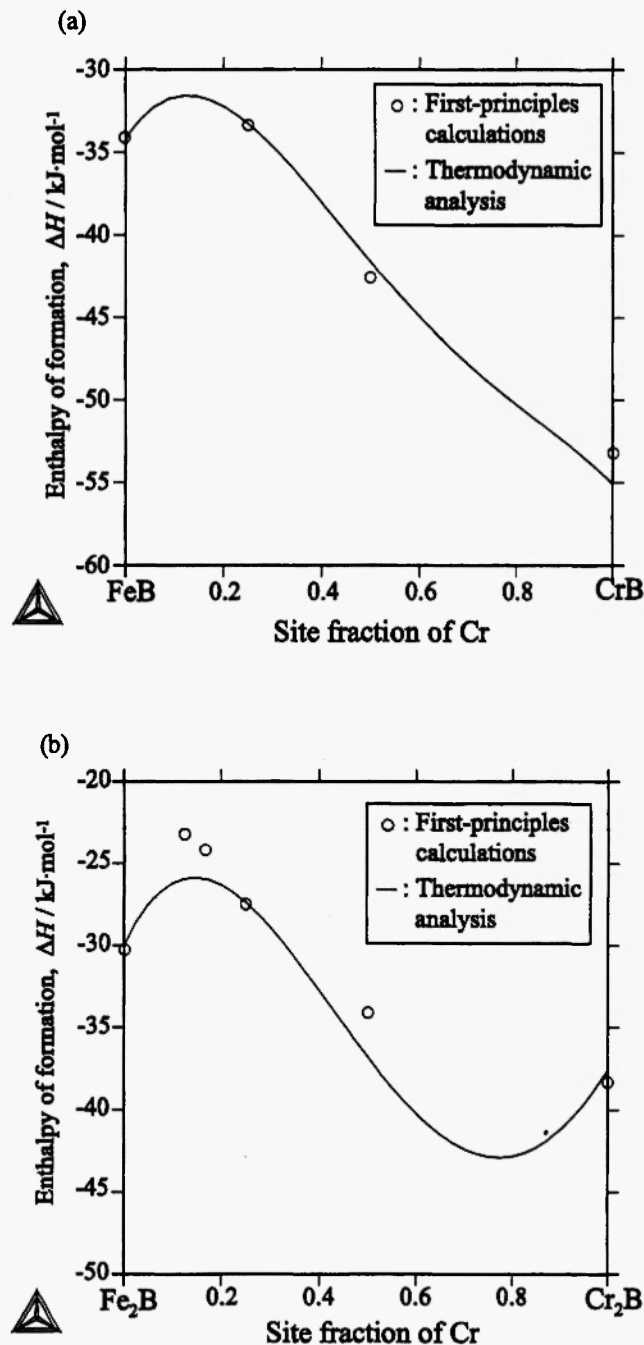 (a)
Enthalpy of formation, ΔH / kJ·mol⁻¹
-30
-35
-40
-45
-50
-55
-60
○ : First-principles
calculations
— : Thermodynamic
analysis
FeB 0.2 0.4 0.6 0.8 CrB
Site fraction of Cr
(b)
Enthalpy of formation, ΔH / kJ·mol⁻¹
-20
-25
-30
-35
-40
-45
-50
○ : First-principles
calculations
— : Thermodynamic
analysis
Fe₂B 0.2 0.4 0.6 0.8 Cr₂B
Site fraction of Cr